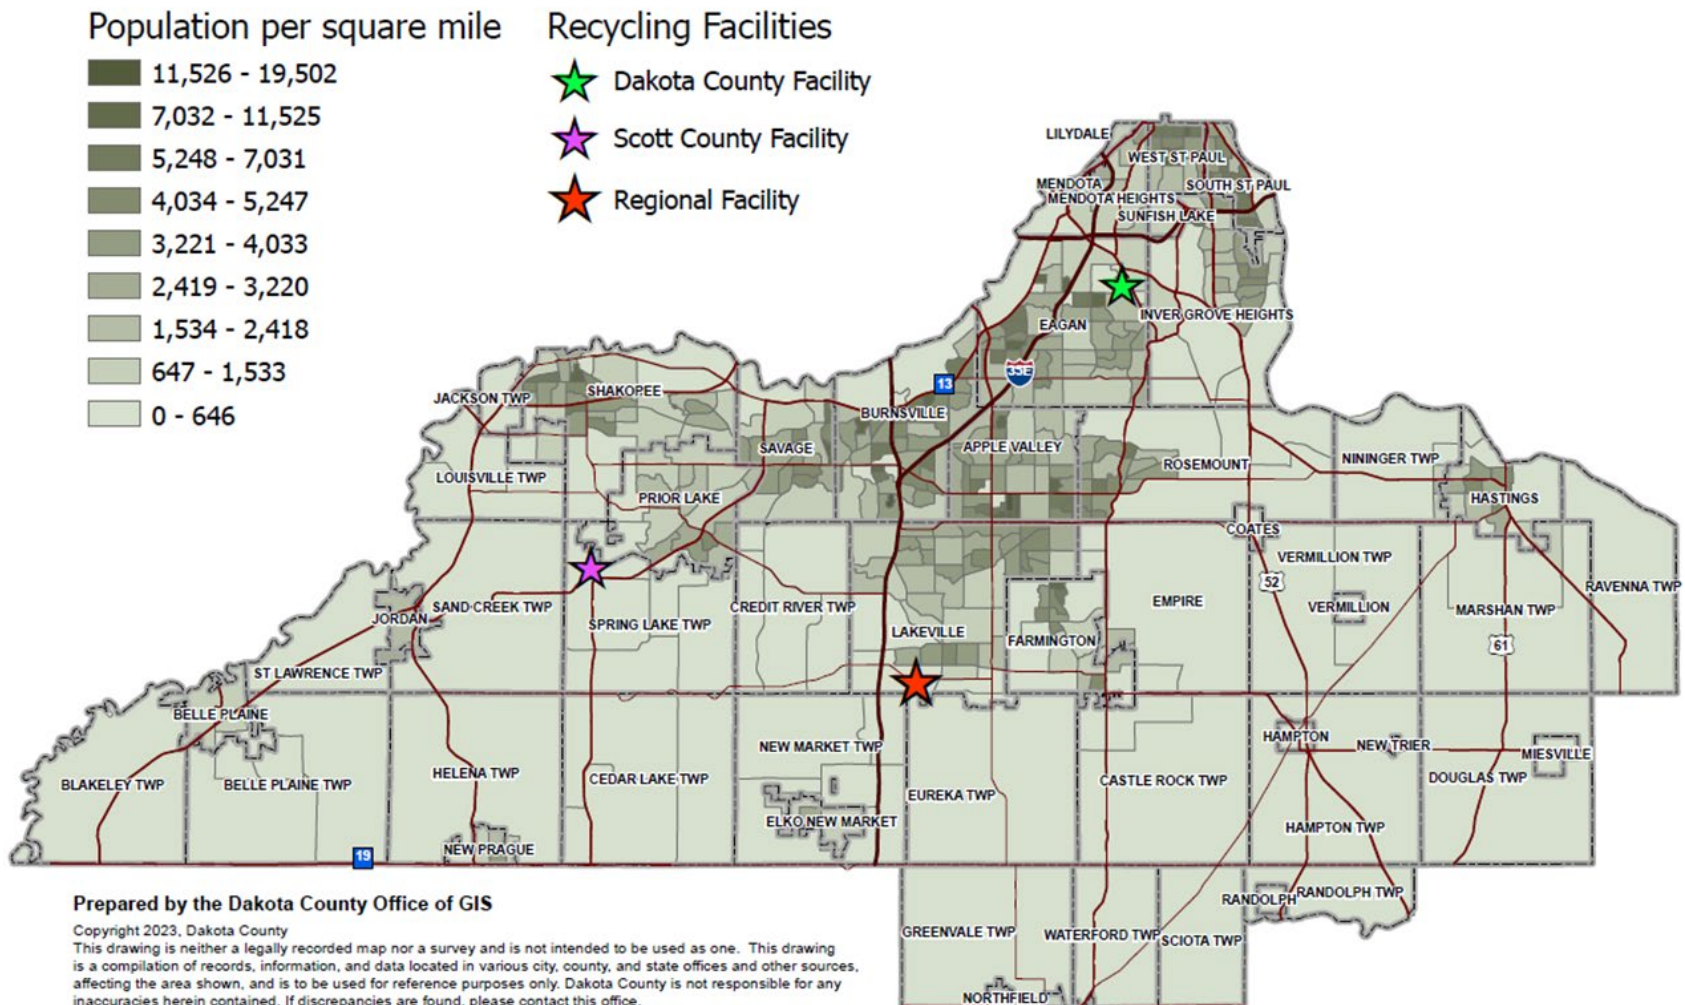 Population per square mile
11,526 - 19,502
7,032 - 11,525
5,248 - 7,031
4,034 - 5,247
3,221 - 4,033
2,419 - 3,220
1,534 - 2,418
647 - 1,533
0 - 646
Recycling Facilities
Dakota County Facility
Scott County Facility
Regional Facility
LILYDALE
WEST ST PAUL
MENDOTA
SOUTH ST PAUL
MENDOTA HEIGHTS
SUNFISH LAKE
INVER GROVE HEIGHTS
EAGAN
35E
13
SHAKOPEE
JACKSON TWP
BURNSVILLE
SAVAGE
APPLE VALLEY
ROSEMOUNT
NININGER TWP
LOUISVILLE TWP
PRIOR LAKE
HASTINGS
COATES
VERMILLION TWP
52
RAVENNA TWP
SAND CREEK TWP
CREDIT RIVER TWP
EMPIRE
VERMILLION
MARSHAN TWP
JORDAN
SPRING LAKE TWP
LAKEVILLE
FARMINGTON
61
ST LAWRENCE TWP
BELLE PLAINE
HAMPTON
NEW TRIER
MIESVILLE
NEW MARKET TWP
BLAKELEY TWP
BELLE PLAINE TWP
HELENA TWP
CEDAR LAKE TWP
EUREKA TWP
CASTLE ROCK TWP
DOUGLAS TWP
ELKO NEW MARKET
HAMPTON TWP
NEW PRAGUE
19
RANDOLPH
RANDOLPH TWP
GREENVALE TWP
WATERFORD TWP
SCIOTA TWP
NORTHFIELD
Prepared by the Dakota County Office of GIS
Copyright 2023, Dakota County
This drawing is neither a legally recorded map nor a survey and is not intended to be used as one. This drawing
is a compilation of records, information, and data located in various city, county, and state offices and other sources,
affecting the area shown, and is to be used for reference purposes only. Dakota County is not responsible for any
inaccuracies herein contained. If discrepancies are found, please contact this office.